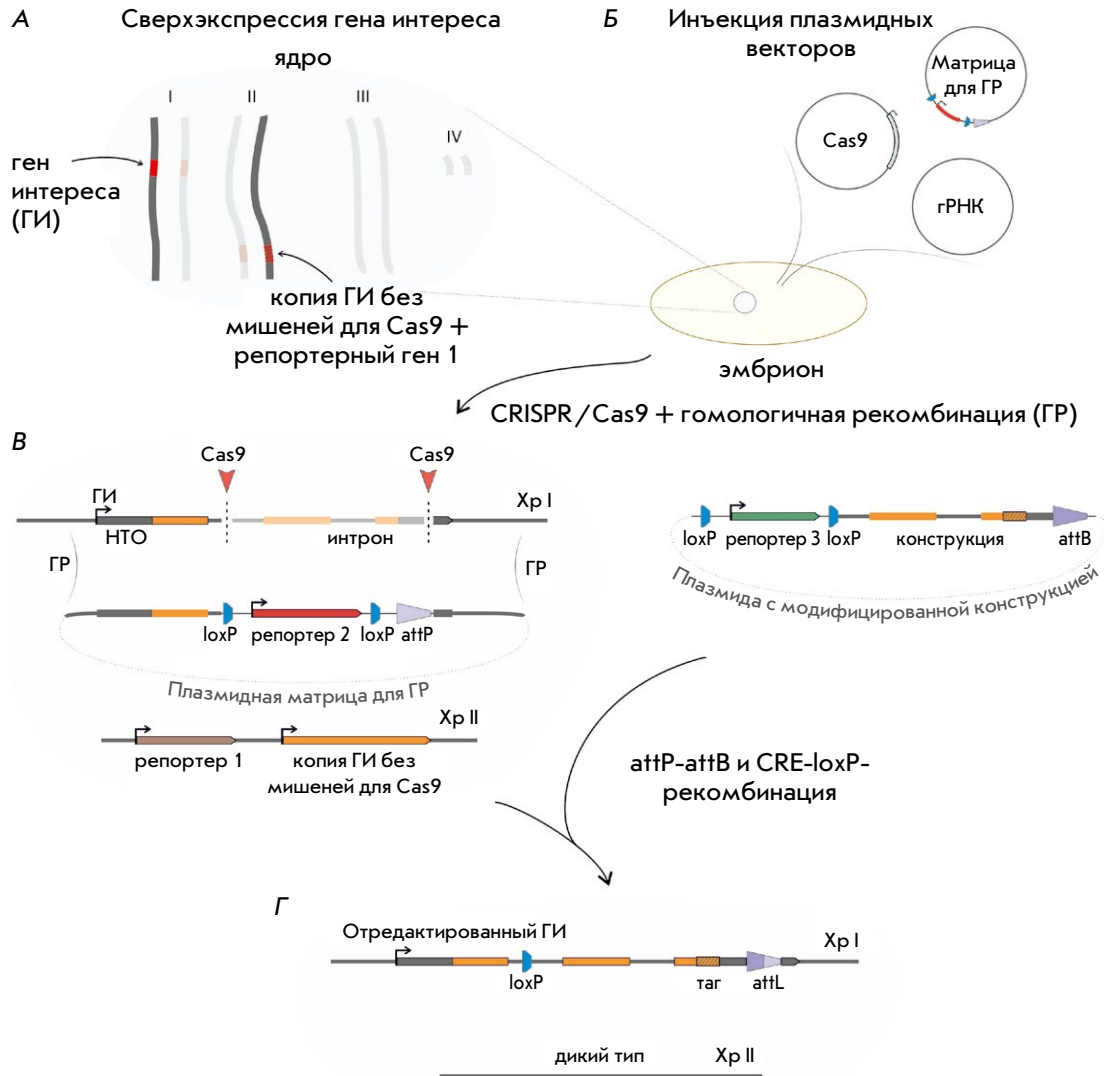 А
Сверхэкспрессия гена интереса
ядро
I
II
III
IV
ген
интереса
(ГИ)
копия ГИ без
мишеней для Cas9 +
репортерный ген 1
Б
Инъекция плазмидных
векторов
Матрица
для ГР
Cas9
гРНК
эмбрион
CRISPR/Cas9 + гомологичная рекомбинация (ГР)
В
Cas9
Cas9
ГИ
Хр I
НТО
интрон
ГР
ГР
loxP
репортер 2
loxP
attP
Плазмидная матрица для ГР
Хр II
репортер 1
копия ГИ без
мишеней для Cas9
loxP
репортер 3
loxP
конструкция
attB
Плазмида с модифицированной конструкцией
attP-attB и CRE-loxP-
рекомбинация
Г
Отредактированный ГИ
Хр I
loxP
таг
attL
дикий тип
Хр II